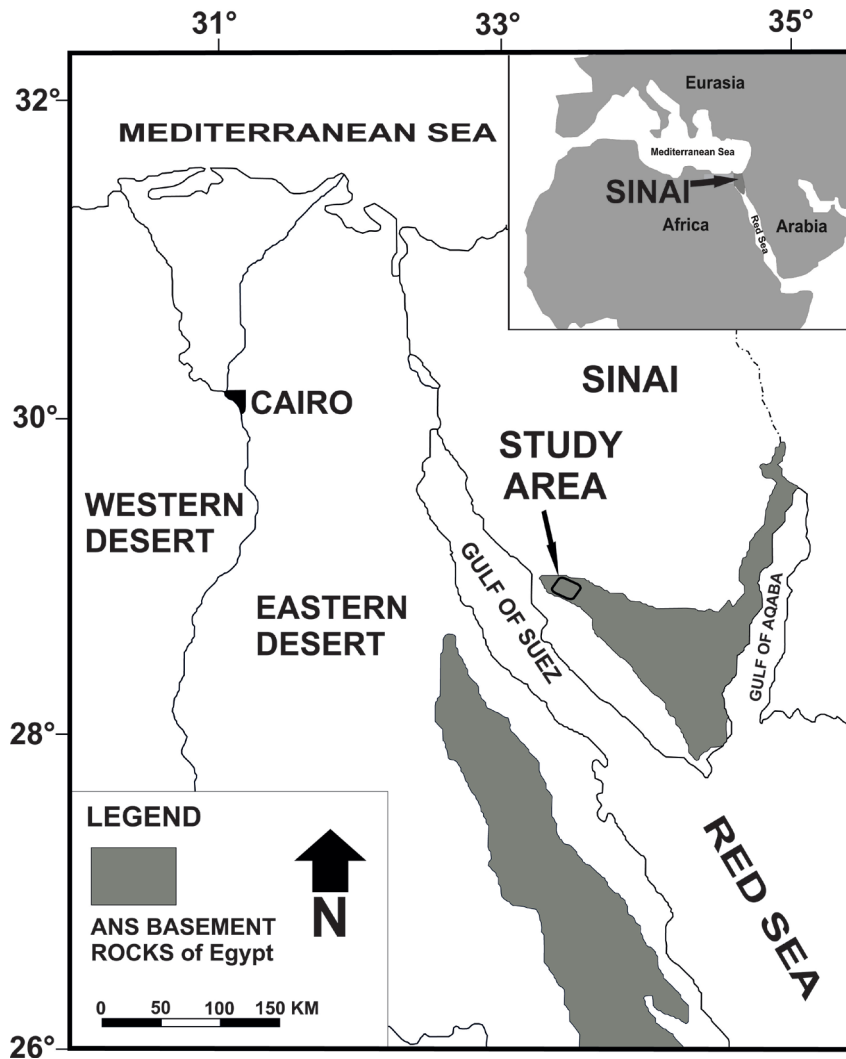 31°
33°
35°
32°
30°
28°
26°
MEDITERRANEAN SEA
Eurasia
Mediterranean Sea
SINAI
Africa
Red Sea
Arabia
SINAI
CAIRO
STUDY
AREA
WESTERN
DESERT
EASTERN
DESERT
GULF OF SUEZ
GULF OF AQABA
RED SEA
LEGEND
ANS BASEMENT
ROCKS of Egypt
N
0 50 100 150 KM